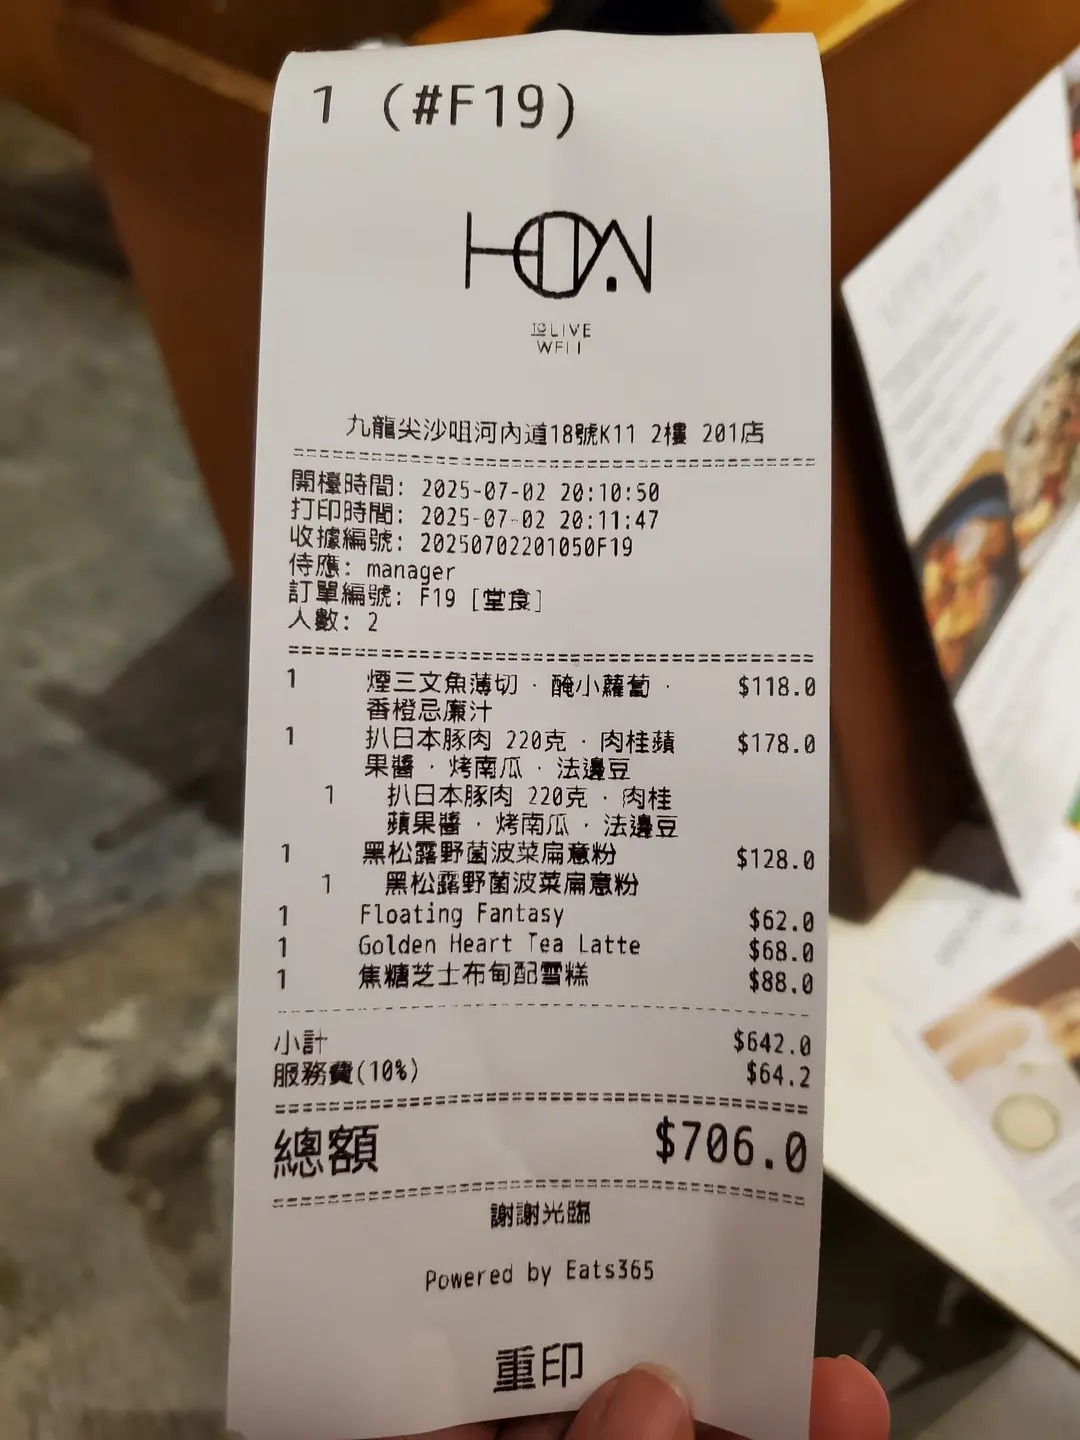 1 (#F19)
HON
TO LIVE
WELL
九龍尖沙咀河內道18號K11 2樓 201店
開檯時間: 2025-07-02 20:10:50
打印時間: 2025-07-02 20:11:47
收據編號: 20250702201050F19
侍應: manager
訂單編號: F19 [堂食]
人數: 2
1 煙三文魚薄切 · 醃小蘿蔔 · $118.0
香橙忌廉汁
1 扒日本豚肉 220克 · 肉桂蘋 $178.0
果醬 · 烤南瓜 · 法邊豆
1 扒日本豚肉 220克 · 肉桂
蘋果醬 · 烤南瓜 · 法邊豆
1 黑松露野菌波菜扁意粉 $128.0
1 黑松露野菌波菜扁意粉
1 Floating Fantasy $62.0
1 Golden Heart Tea Latte $68.0
1 焦糖芝士布甸配雪糕 $88.0
小計 $642.0
服務費(10%) $64.2
總額 $706.0
謝謝光臨
Powered by Eats365
重印